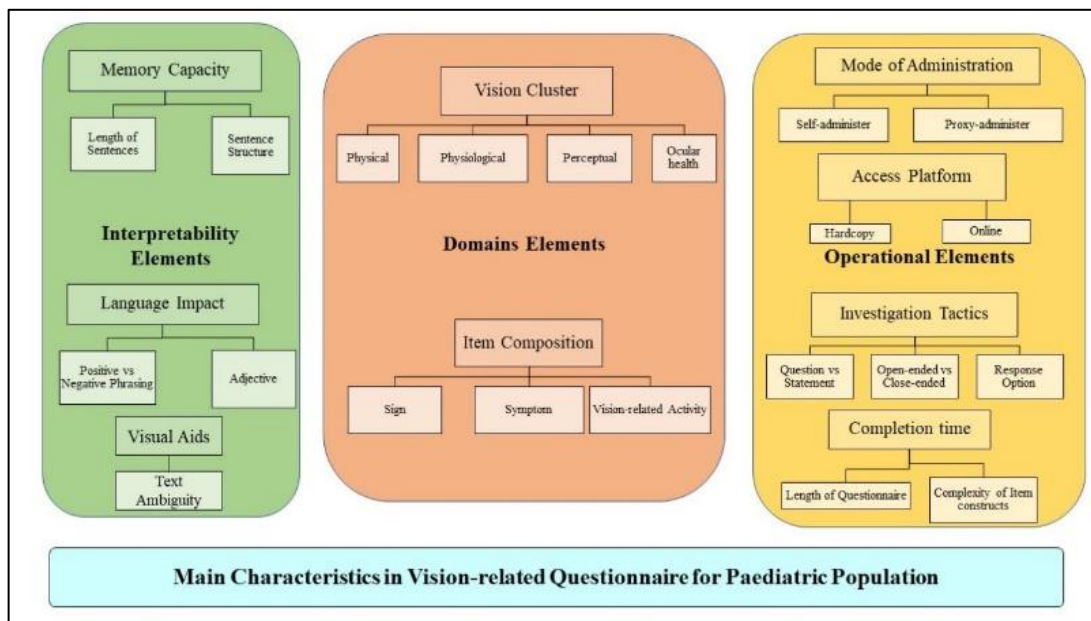 Memory Capacity
Length of
Sentences
Sentence
Structure
Interpretability
Elements
Language Impact
Positive vs
Negative Phrasing
Adjective
Visual Aids
Text
Ambiguity
Vision Cluster
Physical
Physiological
Perceptual
Ocular
health
Domains Elements
Item Composition
Sign
Symptom
Vision-related Activity
Mode of Administration
Self-administer
Proxy-administer
Access Platform
Hardcopy
Online
Operational Elements
Investigation Tactics
Question vs
Statement
Open-ended vs
Close-ended
Response
Option
Completion time
Length of Questionnaire
Complexity of Item
constructs
Main Characteristics in Vision-related Questionnaire for Paediatric Population